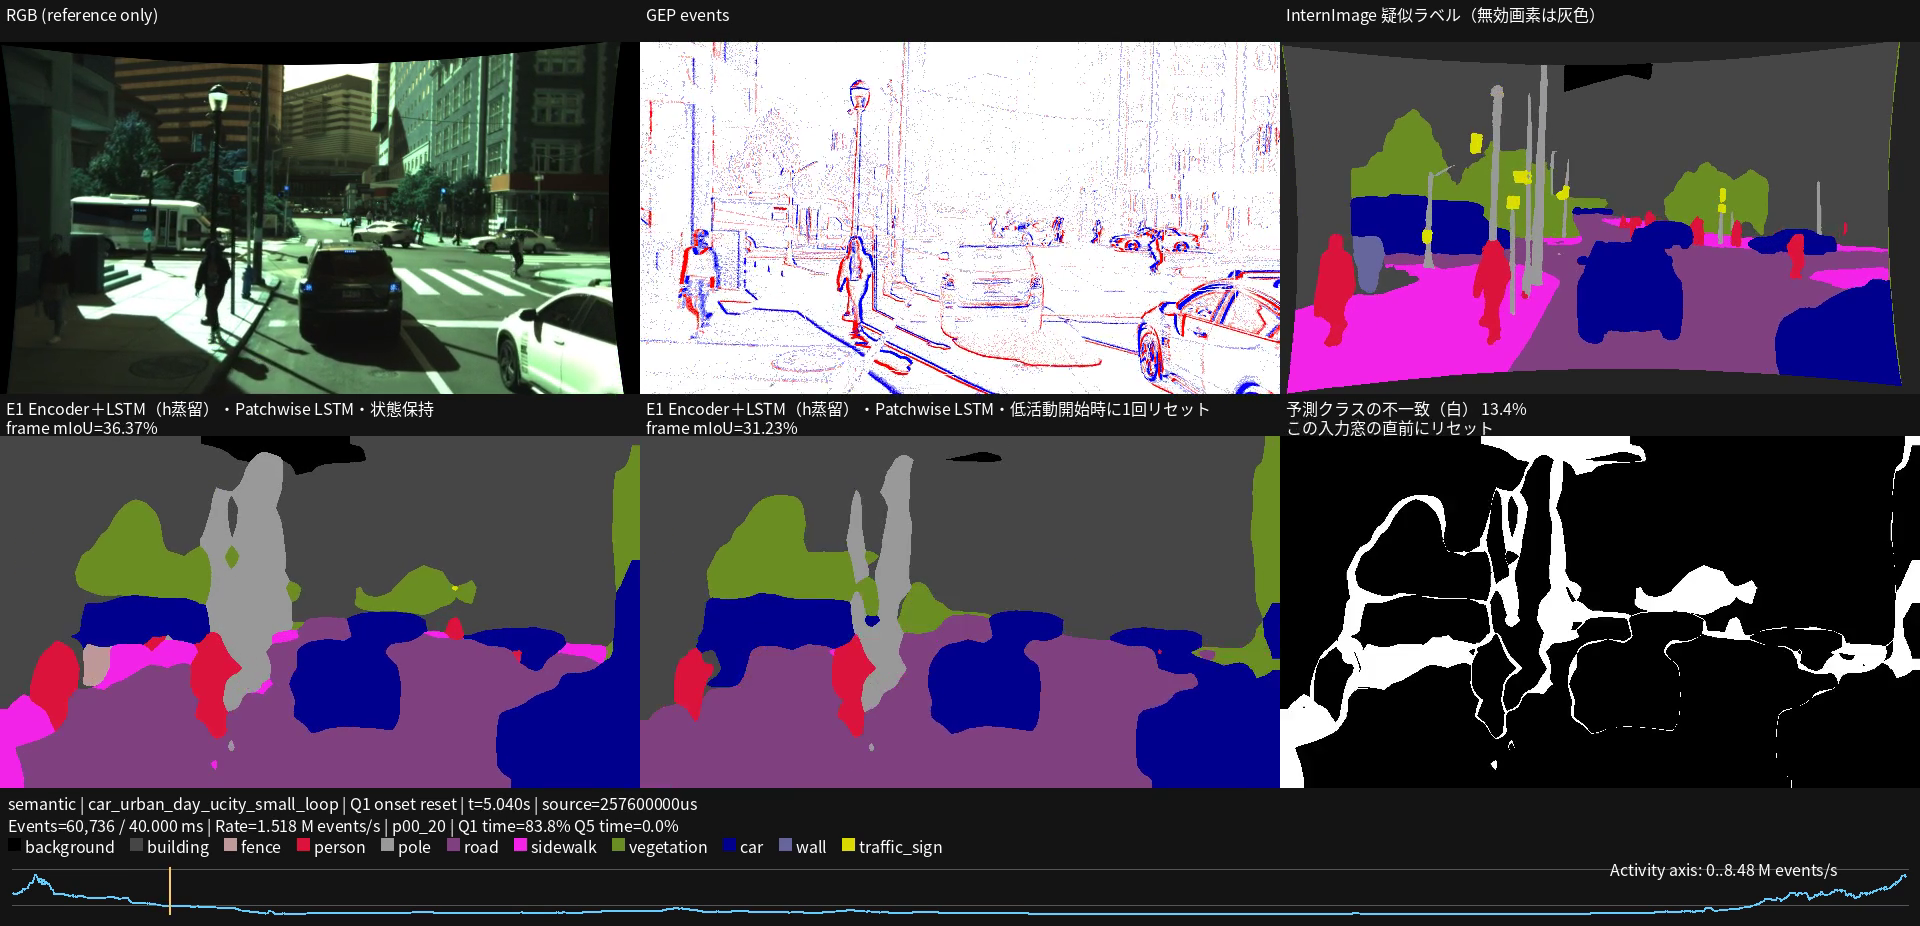 RGB (reference only)
GEP events
InternImage 疑似ラベル（無効画素は灰色）
E1 Encoder＋LSTM（h蒸留）・Patchwise LSTM・状態保持
frame mIoU=36.37%
E1 Encoder＋LSTM（h蒸留）・Patchwise LSTM・低活動開始時に1回リセット
frame mIoU=31.23%
予測クラスの不一致（白） 13.4%
この入力窓の直前にリセット
semantic | car_urban_day_ucity_small_loop | Q1 onset reset | t=5.040s | source=257600000us
Events=60,736 / 40.000 ms | Rate=1.518 M events/s | p00_20 | Q1 time=83.8% Q5 time=0.0%
background building fence person pole road sidewalk vegetation car wall traffic_sign
Activity axis: 0..8.48 M events/s